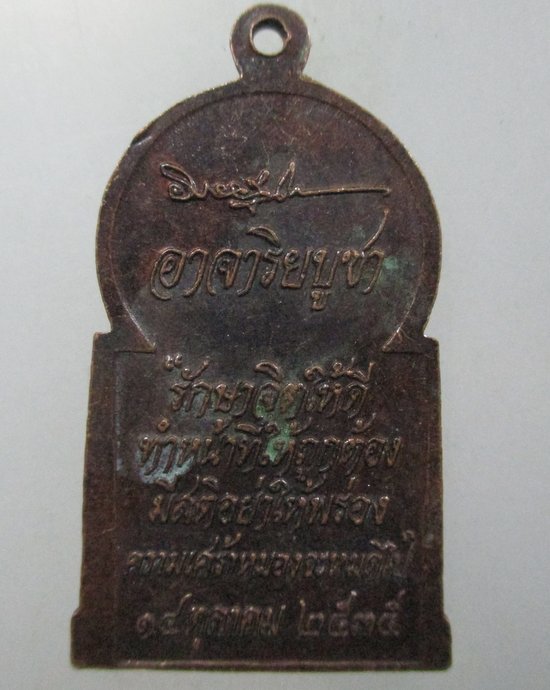 อาจาริยบูชา
"รักษาจิตให้ดี
ทำหน้าที่ให้ถูกต้อง
มีสติอย่าให้พร่อง
ความเศร้าหมองจะหมดไป
๑๔ ตุลาคม ๒๕๓๕